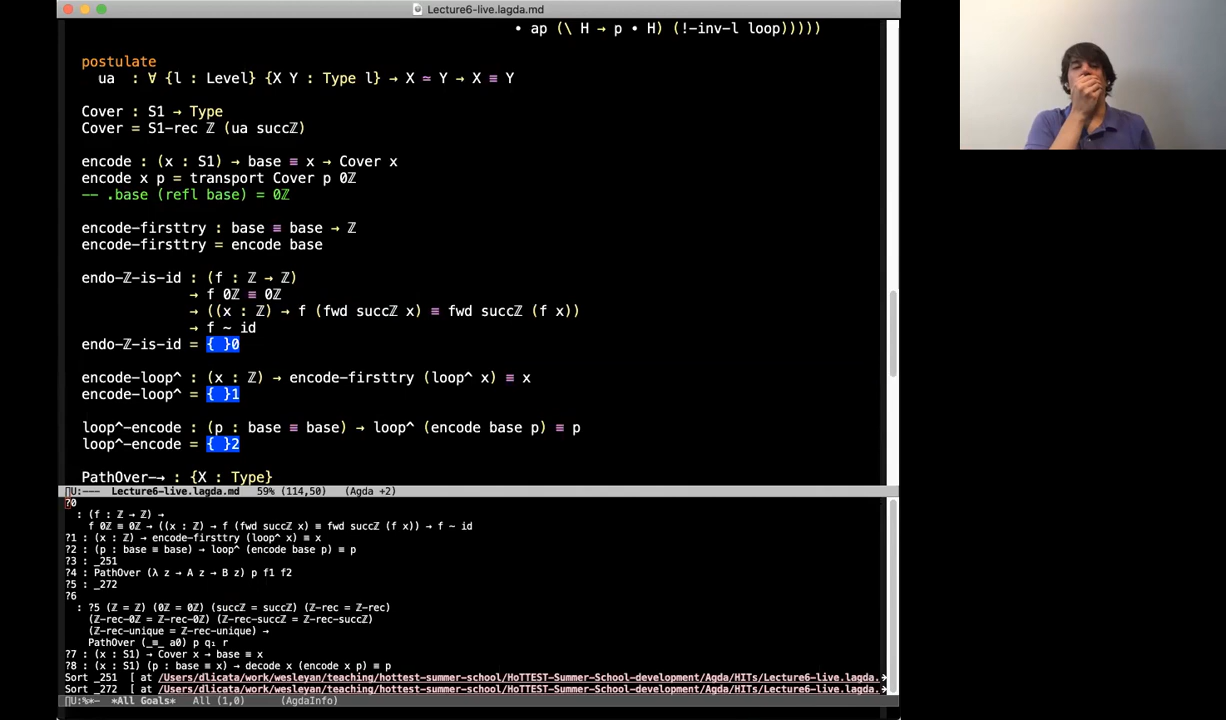 Lecture6-live.lagda.md
• ap (\ H → p • H) (!-inv-l loop)))))
postulate
ua : ∀ {l : Level} {X Y : Type l} → X ≃ Y → X ≡ Y
Cover : S1 → Type
Cover = S1-rec ℤ (ua succℤ)
encode : (x : S1) → base ≡ x → Cover x
encode x p = transport Cover p 0ℤ
-- .base (refl base) = 0ℤ
encode-firsttry : base ≡ base → ℤ
encode-firsttry = encode base
endo-ℤ-is-id : (f : ℤ → ℤ)
→ f 0ℤ ≡ 0ℤ
→ ((x : ℤ) → f (fwd succℤ x) ≡ fwd succℤ (f x))
→ f ~ id
endo-ℤ-is-id = { }0
encode-loop^ : (x : ℤ) → encode-firsttry (loop^ x) ≡ x
encode-loop^ = { }1
loop^-encode : (p : base ≡ base) → loop^ (encode base p) ≡ p
loop^-encode = { }2
PathOver-→ : {X : Type}
U:--- Lecture6-live.lagda.md 59% (114,50) (Agda +2)
?0
: (f : ℤ → ℤ) →
f 0ℤ ≡ 0ℤ → ((x : ℤ) → f (fwd succℤ x) ≡ fwd succℤ (f x)) → f ~ id
?1 : (x : ℤ) → encode-firsttry (loop^ x) ≡ x
?2 : (p : base ≡ base) → loop^ (encode base p) ≡ p
?3 : _251
?4 : PathOver (λ z → A z → B z) p f1 f2
?5 : _272
?6
: ?5 (ℤ = ℤ) (0ℤ = 0ℤ) (succℤ = succℤ) (ℤ-rec = ℤ-rec)
(ℤ-rec-0ℤ = ℤ-rec-0ℤ) (ℤ-rec-succℤ = ℤ-rec-succℤ)
(ℤ-rec-unique = ℤ-rec-unique) →
PathOver (_≡_ a0) p q₁ r
?7 : (x : S1) → Cover x → base ≡ x
?8 : (x : S1) (p : base ≡ x) → decode x (encode x p) ≡ p
Sort _251 [ at /Users/dlicata/work/wesleyan/teaching/hottest-summer-school/HoTTEST-Summer-School-development/Agda/HITs/Lecture6-live.lagda.
Sort _272 [ at /Users/dlicata/work/wesleyan/teaching/hottest-summer-school/HoTTEST-Summer-School-development/Agda/HITs/Lecture6-live.lagda.
U:%*- *All Goals* All (1,0) (AgdaInfo)